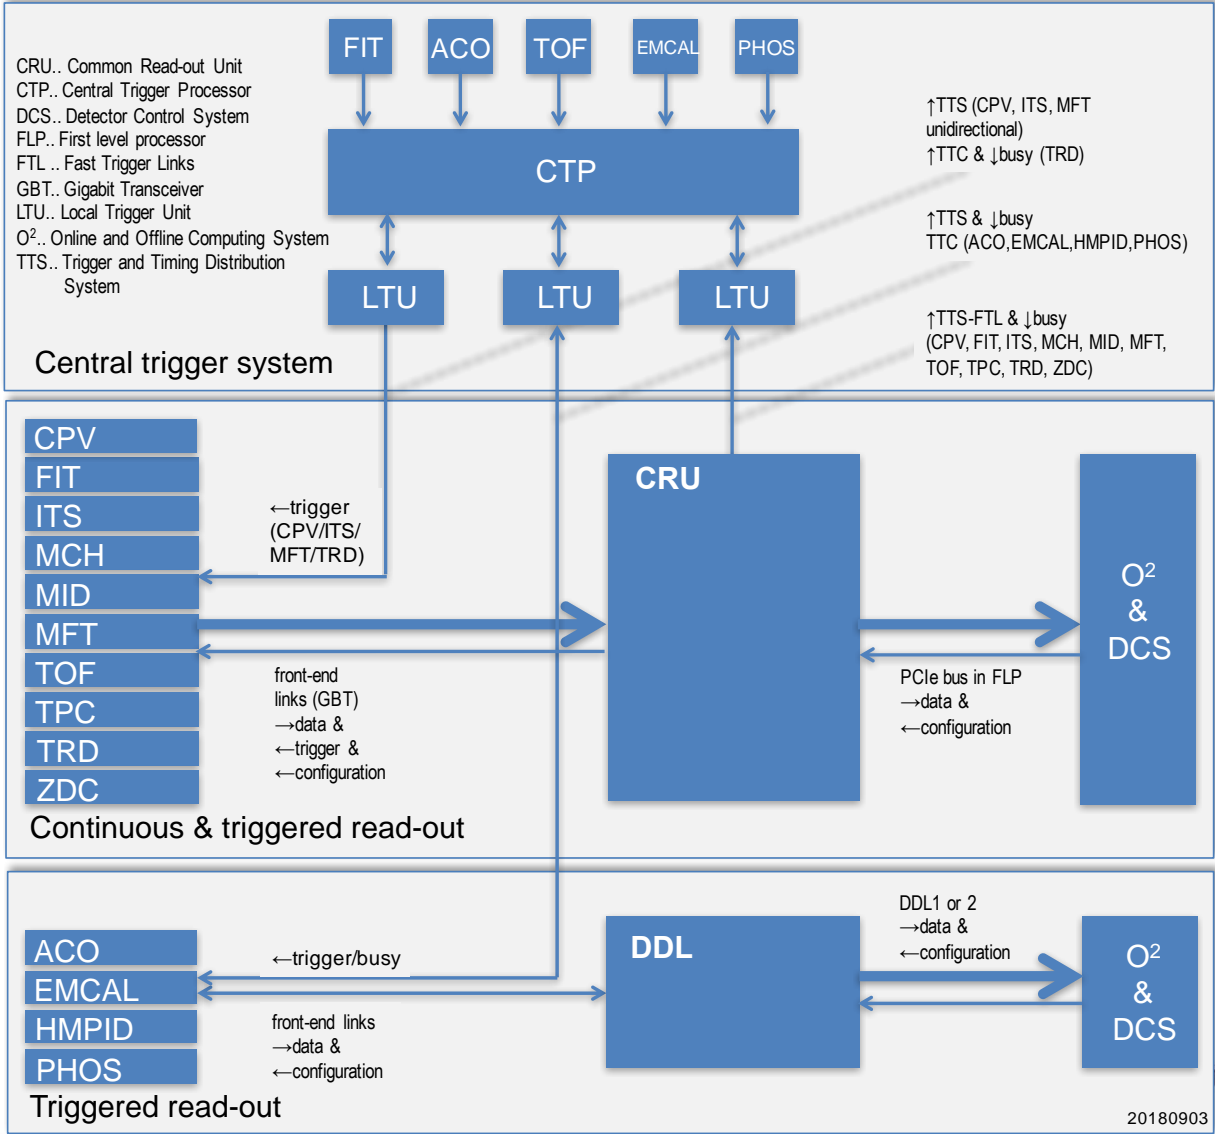 FIT
ACO
TOF
EMCAL
PHOS
CRU.. Common Read-out Unit
CTP.. Central Trigger Processor
DCS.. Detector Control System
FLP.. First level processor
FTL .. Fast Trigger Links
GBT.. Gigabit Transceiver
LTU.. Local Trigger Unit
O².. Online and Offline Computing System
TTS.. Trigger and Timing Distribution
System
CTP
↑TTS (CPV, ITS, MFT
unidirectional)
↑TTC & ↓busy (TRD)
↑TTS & ↓busy
TTC (ACO,EMCAL,HMPID,PHOS)
↑TTS-FTL & ↓busy
(CPV, FIT, ITS, MCH, MID, MFT,
TOF, TPC, TRD, ZDC)
LTU
LTU
LTU
Central trigger system
CPV
FIT
ITS
MCH
MID
MFT
TOF
TPC
TRD
ZDC
←trigger
(CPV/ITS/
MFT/TRD)
front-end
links (GBT)
→data &
←trigger &
←configuration
CRU
PCIe bus in FLP
→data &
←configuration
O²
&
DCS
Continuous & triggered read-out
ACO
EMCAL
HMPID
PHOS
←trigger/busy
front-end links
→data &
←configuration
DDL
DDL1 or 2
→data &
←configuration
O²
&
DCS
Triggered read-out
20180903